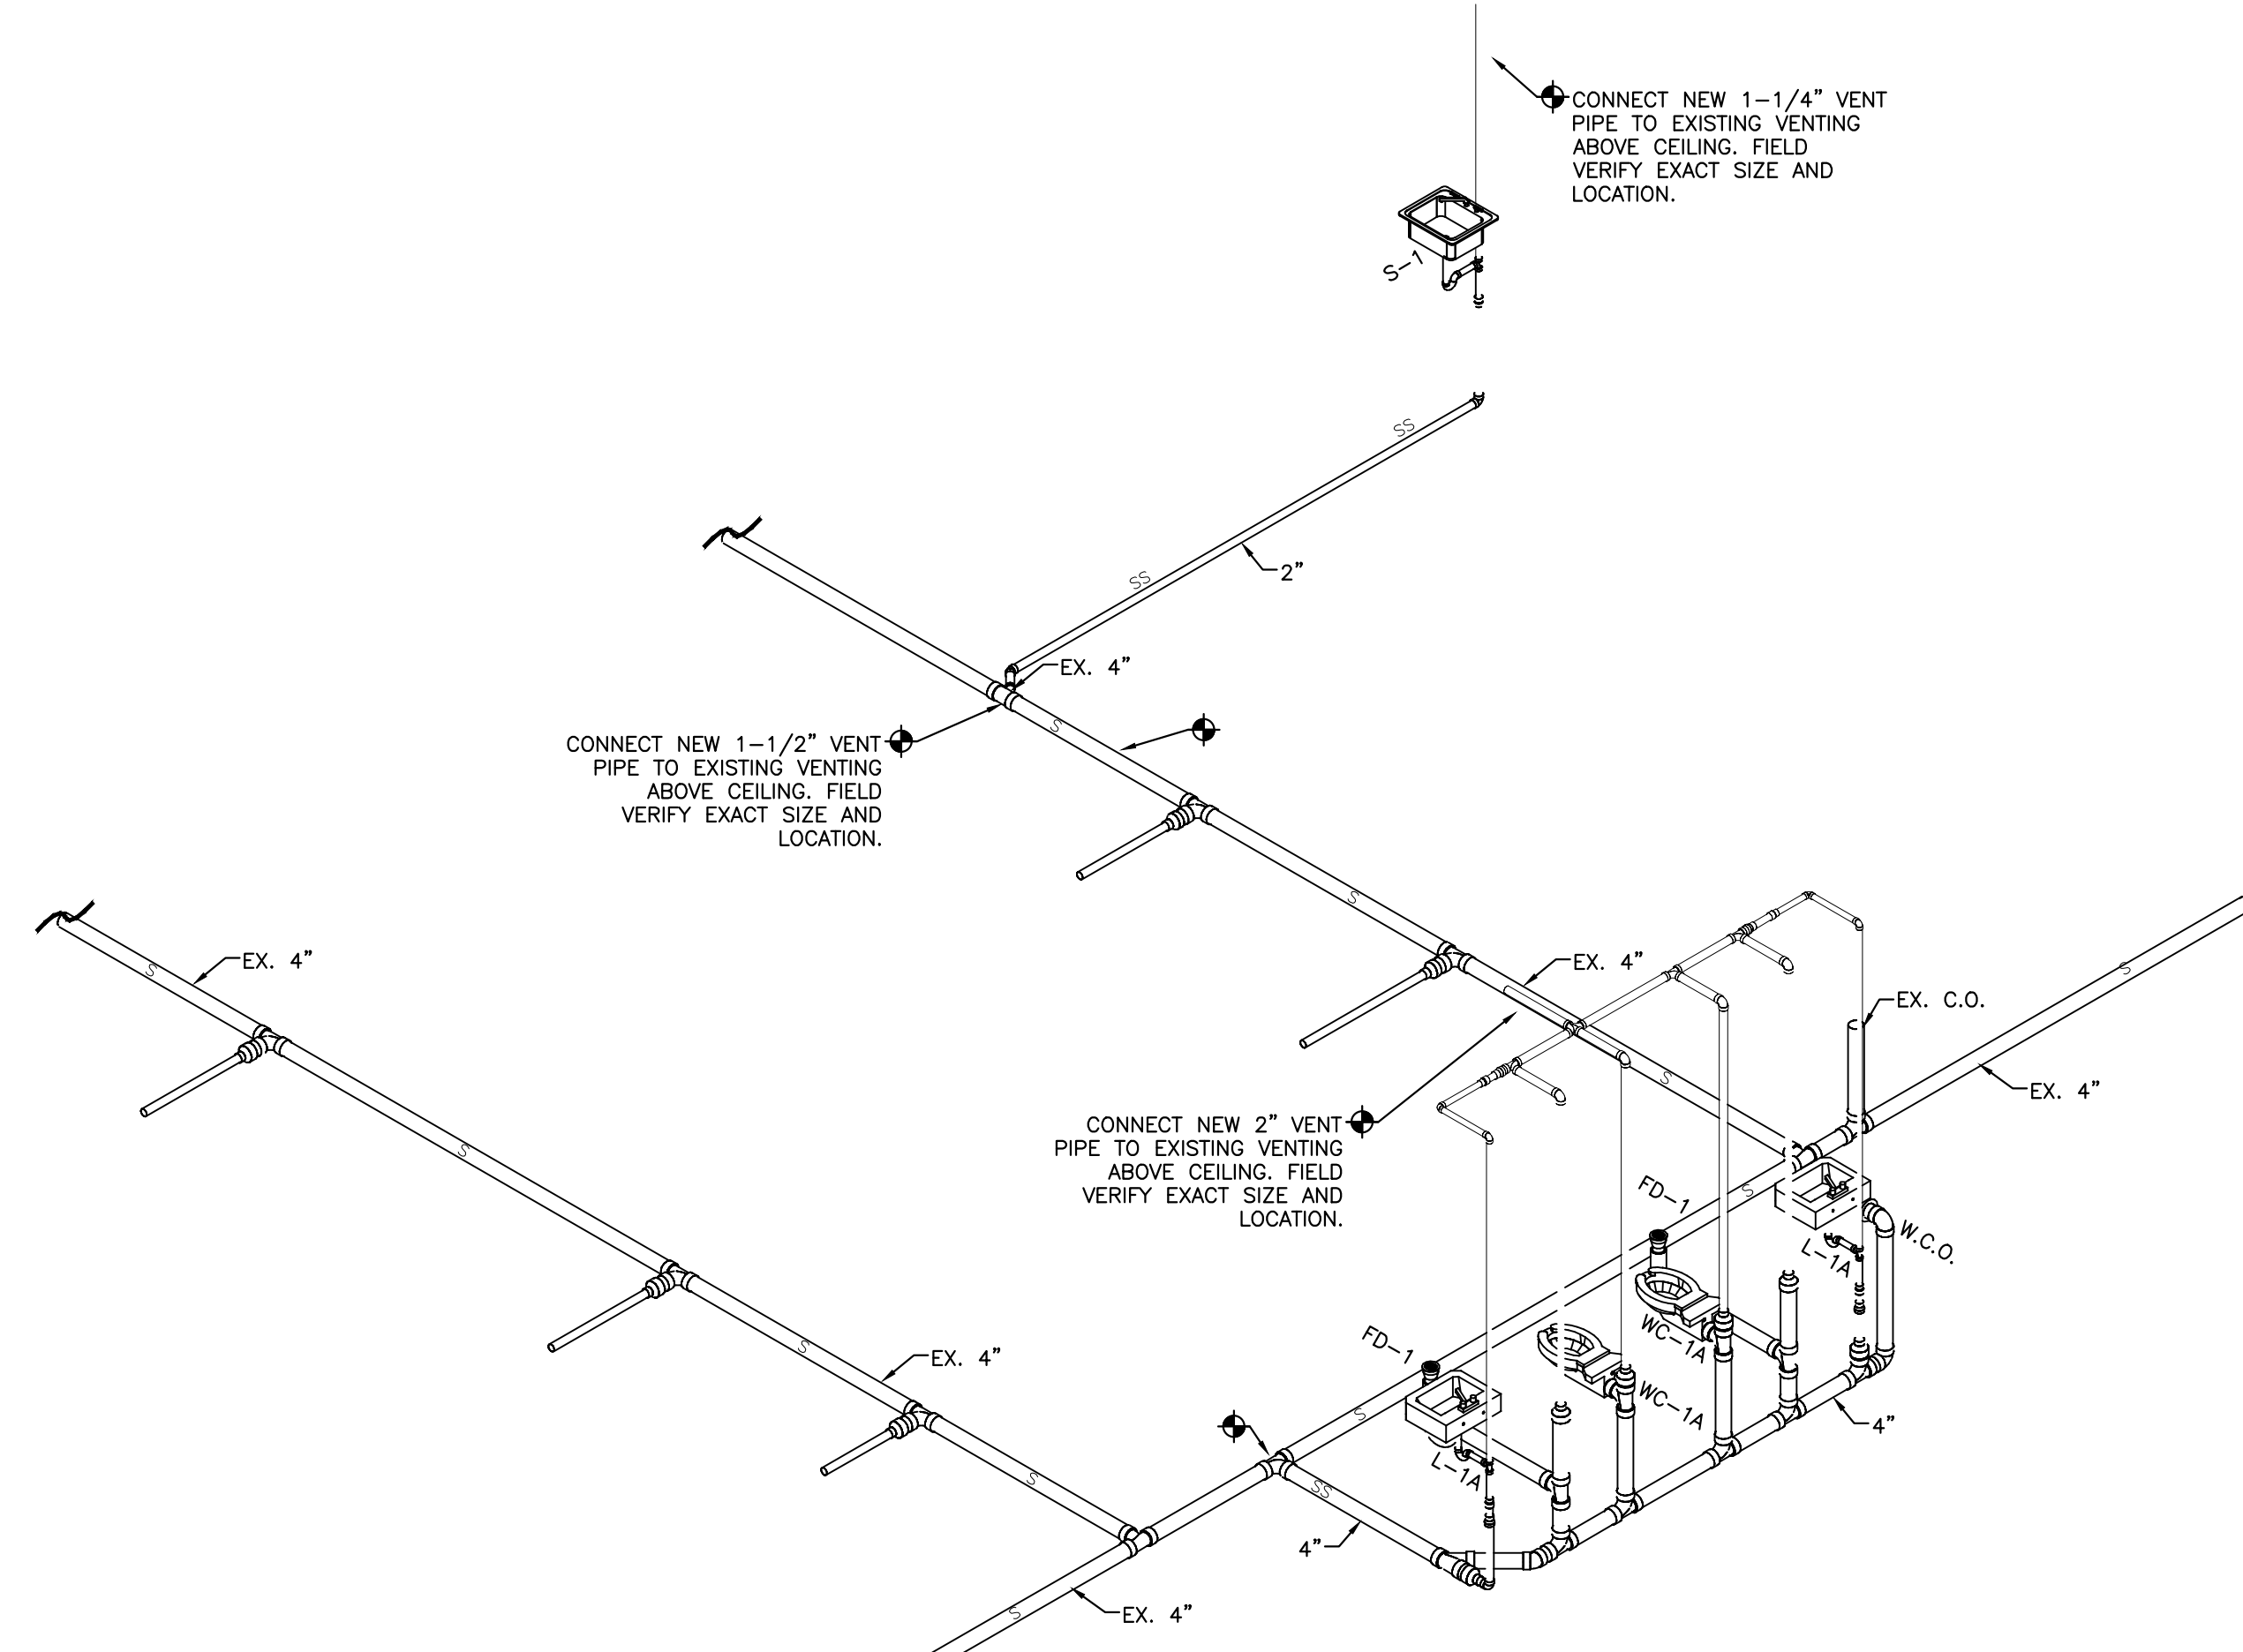 CONNECT NEW 1-1/4" VENT
PIPE TO EXISTING VENTING
ABOVE CEILING. FIELD
VERIFY EXACT SIZE AND
LOCATION.
S-1
SS
2"
SS
EX. 4"
S
CONNECT NEW 1-1/2" VENT
PIPE TO EXISTING VENTING
ABOVE CEILING. FIELD
VERIFY EXACT SIZE AND
LOCATION.
S
EX. 4"
S
EX. 4"
S
EX. C.O.
S
EX. 4"
CONNECT NEW 2" VENT
PIPE TO EXISTING VENTING
ABOVE CEILING. FIELD
VERIFY EXACT SIZE AND
LOCATION.
S
FD-1
S
W.C.O.
L-1A
FD-1
WC-1A
S
EX. 4"
WC-1A
S
4"
L-1A
S
SS
4"
S
EX. 4"